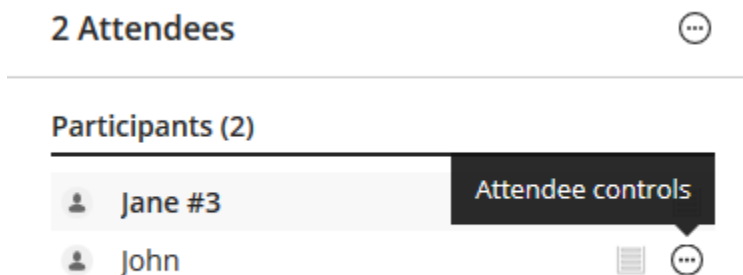 2 Attendees
Participants (2)
Jane #3
Attendee controls
John